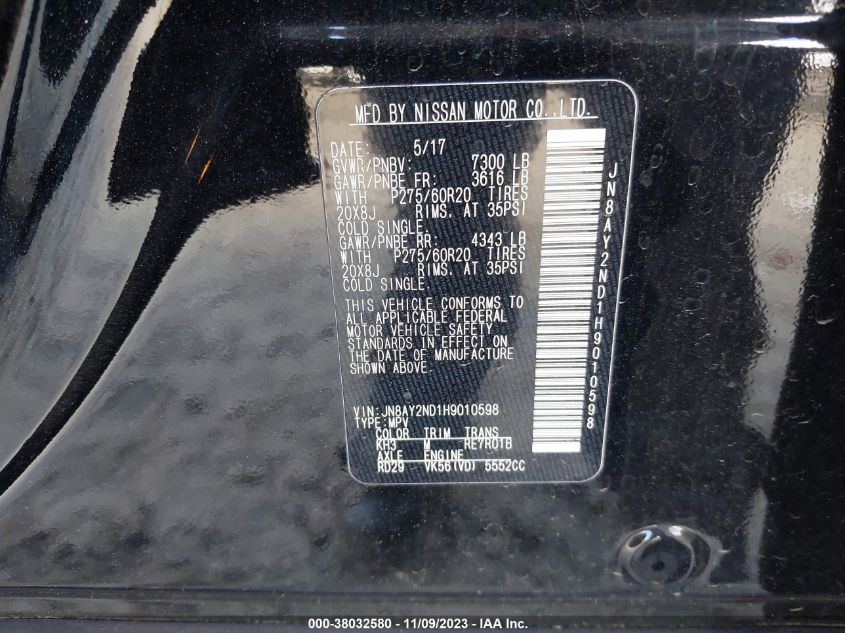 MFD BY NISSAN MOTOR CO.,LTD.
DATE: 5/17
GVWR/PNBV: 7300 LB
GAWR/PNBE FR: 3616 LB
WITH P275/60R20 TIRES
20X8J RIMS. AT 35PSI
COLD SINGLE.
GAWR/PNBE RR: 4343 LB
WITH P275/60R20 TIRES
20X8J RIMS. AT 35PSI
COLD SINGLE
THIS VEHICLE CONFORMS TO
ALL APPLICABLE FEDERAL
MOTOR VEHICLE SAFETY
STANDARDS IN EFFECT ON
THE DATE OF MANUFACTURE
SHOWN ABOVE.
VIN:JN8AY2ND1H9010598
TYPE:MPV
COLOR TRIM TRANS
KH3 M RE7R0TB
AXLE ENGINE
RD29 VK56(VD) 5552CC
JN8AY2ND1H9010598
000-38032580 - 11/09/2023 - IAA Inc.